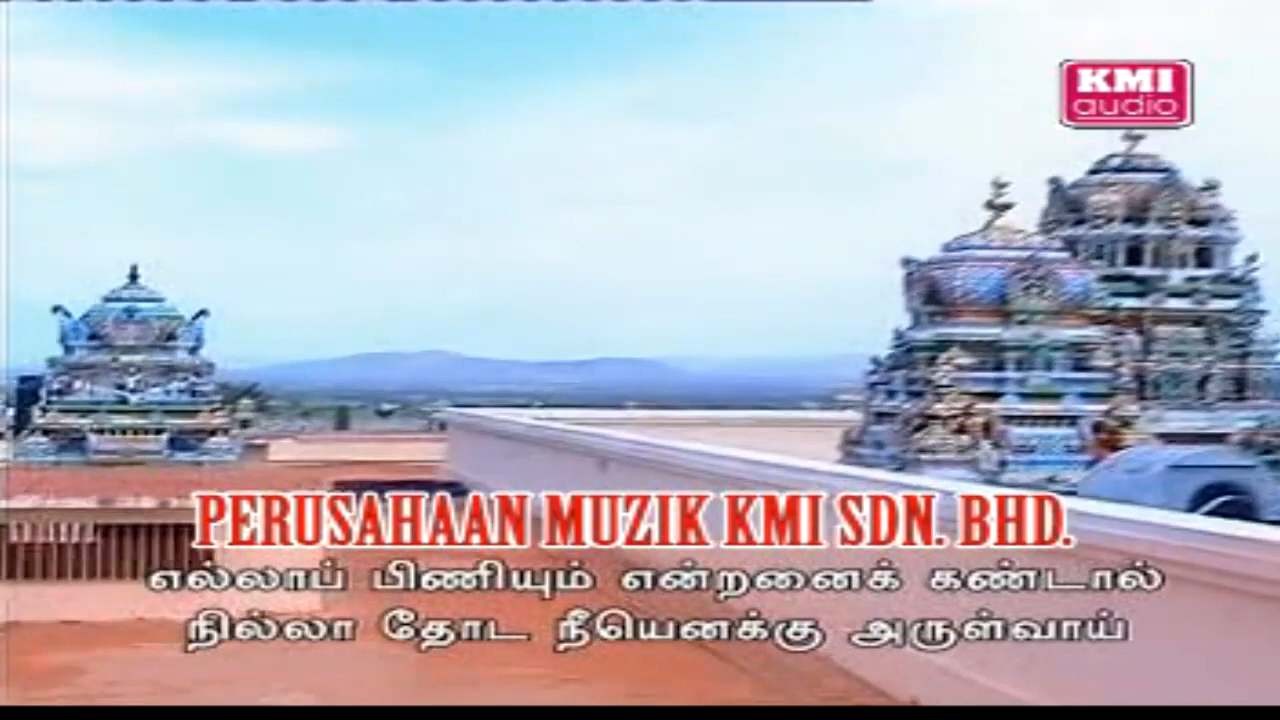 KMI
audio
PERUSAHAAN MUZIK KMI SDN. BHD.
எல்லாப் பிணியும் என்றனைக் கண்டால்
நில்லா தோட நீயெனக்கு அருள்வாய்